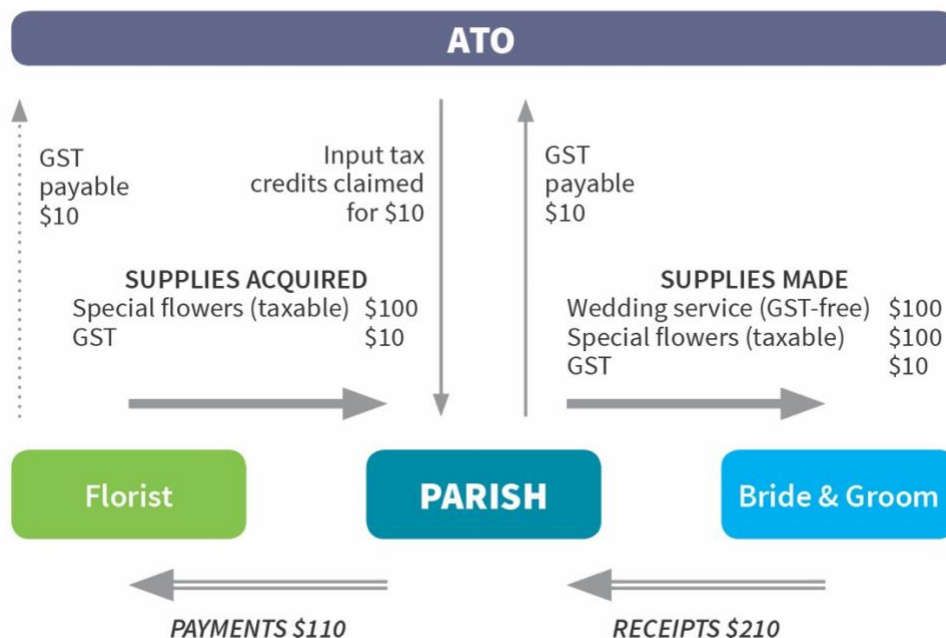 ATO
GST
payable
$10
Input tax
credits claimed
for $10
GST
payable
$10
SUPPLIES ACQUIRED
Special flowers (taxable) $100
GST $10
SUPPLIES MADE
Wedding service (GST-free) $100
Special flowers (taxable) $100
GST $10
Florist
PARISH
Bride & Groom
PAYMENTS $110
RECEIPTS $210